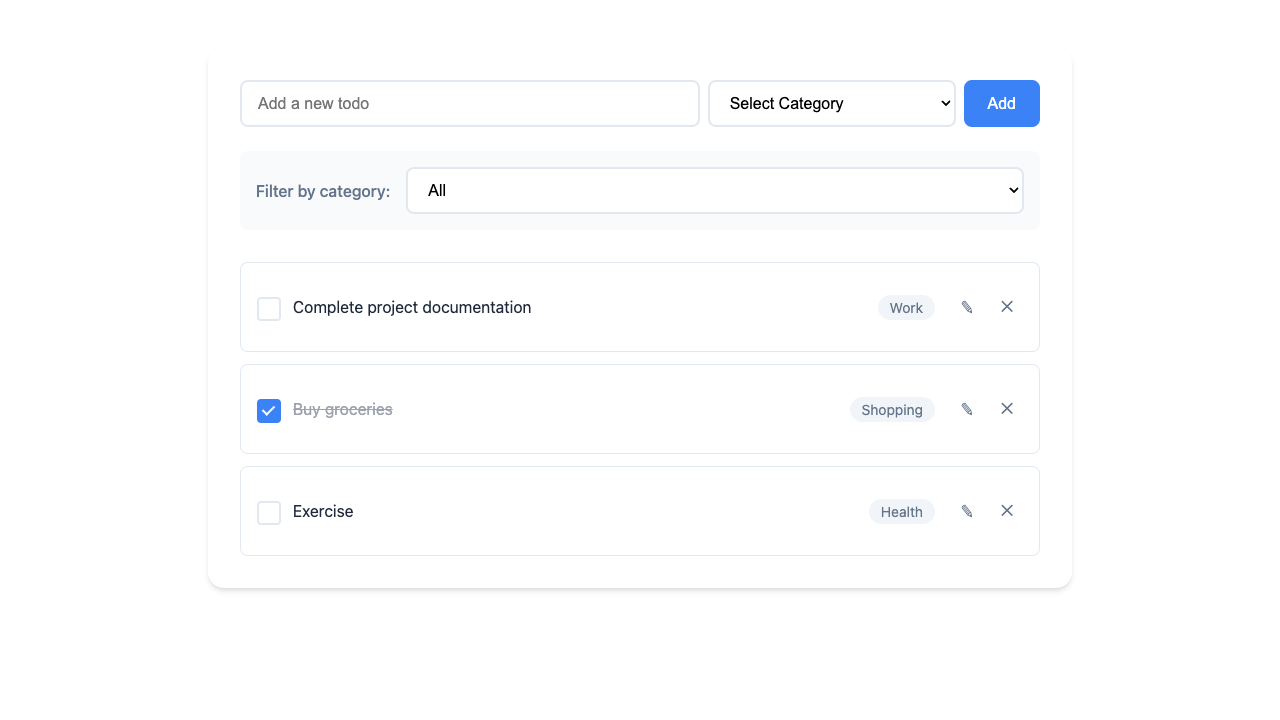 Add a new todo
Select Category
Add
Filter by category:
All
Complete project documentation
Work
Buy groceries
Shopping
Exercise
Health